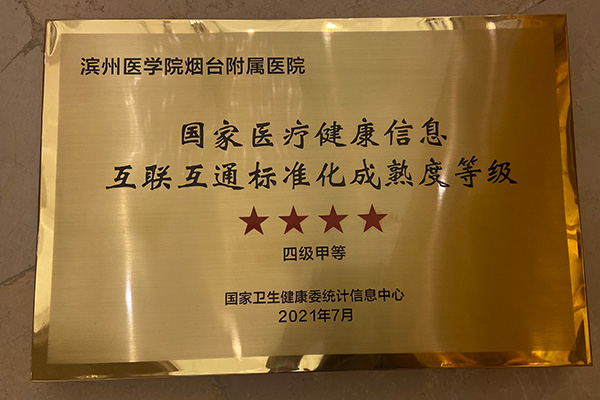 滨州医学院烟台附属医院
国家医疗健康信息
互联互通标准化成熟度等级
四级甲等
国家卫生健康委统计信息中心
2021年7月